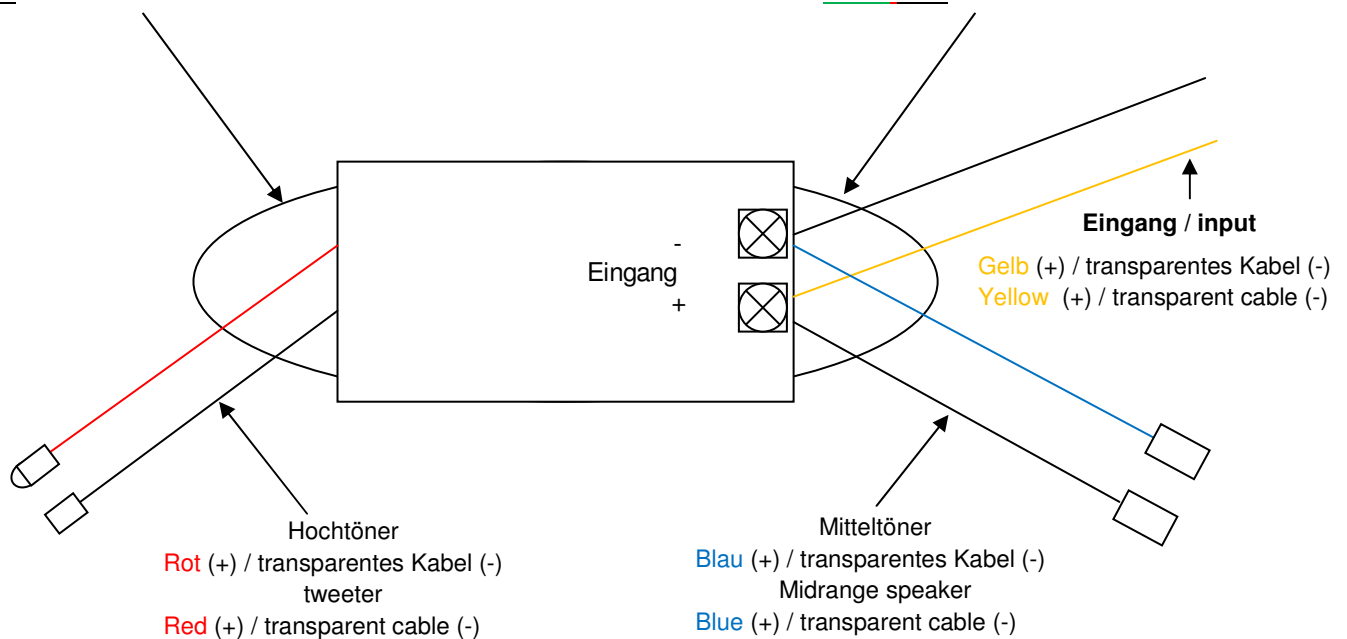 -
Eingang
+
Eingang / input
Gelb (+) / transparentes Kabel (-)
Yellow (+) / transparent cable (-)
Hochtöner
Rot (+) / transparentes Kabel (-)
tweeter
Red (+) / transparent cable (-)
Mitteltöner
Blau (+) / transparentes Kabel (-)
Midrange speaker
Blue (+) / transparent cable (-)